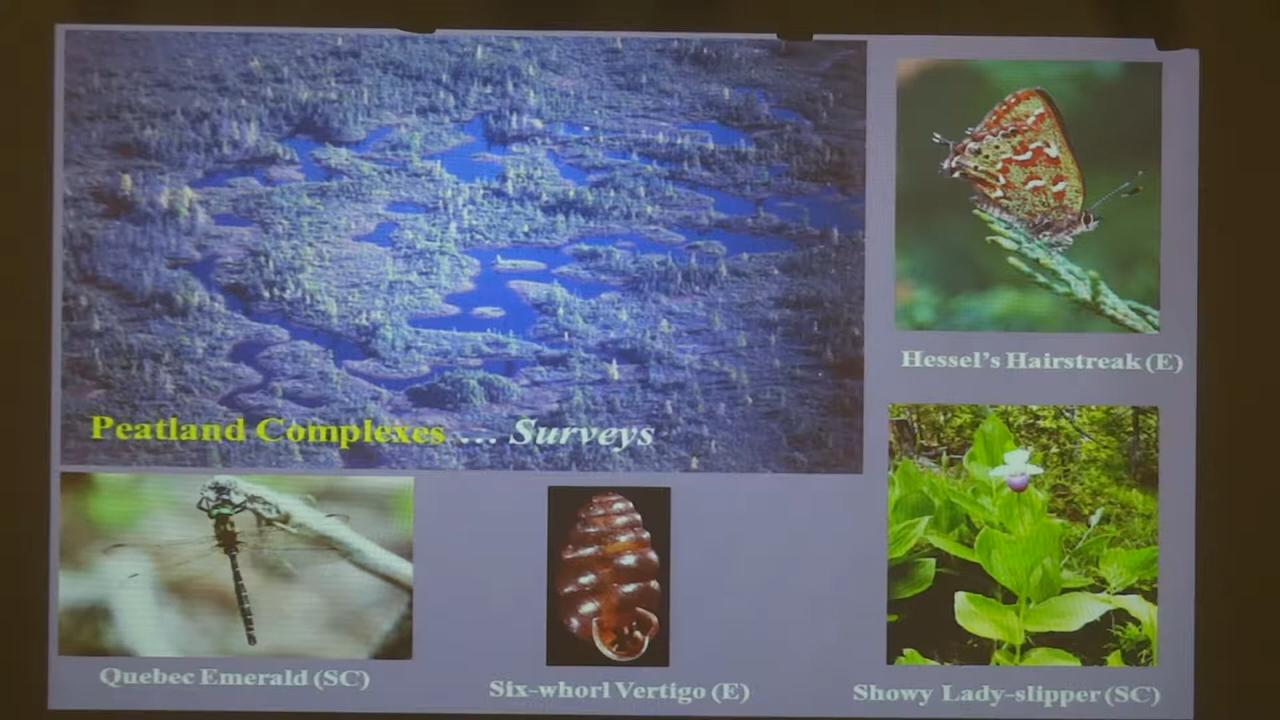 Hessel's Hairstreak (E)
Peatland Complexes ... Surveys
Quebec Emerald (SC)
Six-whorl Vertigo (E)
Showy Lady-slipper (SC)